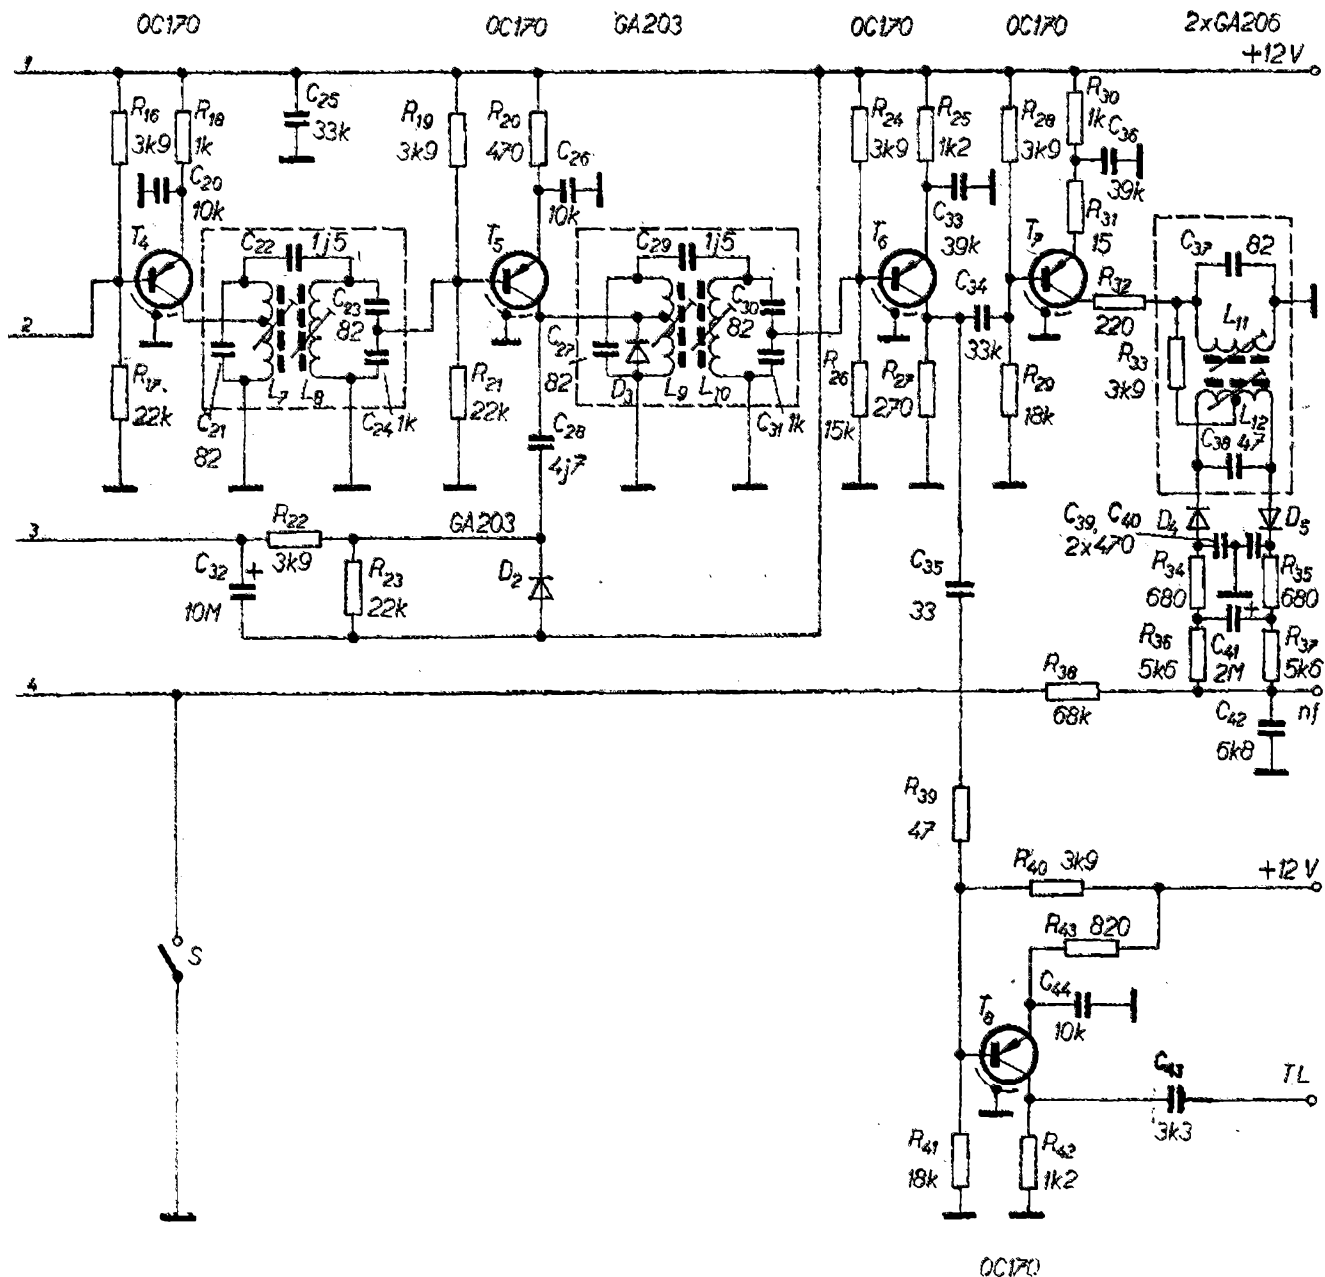 OC170
OC170
GA203
OC170
OC170
2xGA206
+12V
1
R16
3k9
R18
1k
C25
33k
R19
3k9
R20
470
C26
10k
R24
3k9
R25
1k2
R28
3k9
R30
1k
C36
39k
C20
10k
C33
39k
R31
15
T4
C22
1j5
T5
C29
1j5
T6
T7
C37
82
C23
82
C30
82
C34
33k
R32
220
L11
2
C27
82
R33
3k9
R17
22k
C21
82
L7
L8
C24
1k
R21
22k
D3
L9
L10
C31
1k
R26
15k
R27
270
R29
18k
L12
C38
47
C28
4j7
3
R22
3k9
GA203
C39, C40
2x470
D4
D5
C32
+
10M
R23
22k
D2
C35
33
R34
680
R35
680
+
R36
5k6
C41
2M
R37
5k6
4
R38
68k
nf
C42
6k8
R39
47
R40
3k9
+12V
S
R43
820
C44
10k
T8
C43
3k3
TL
R41
18k
R42
1k2
OC170